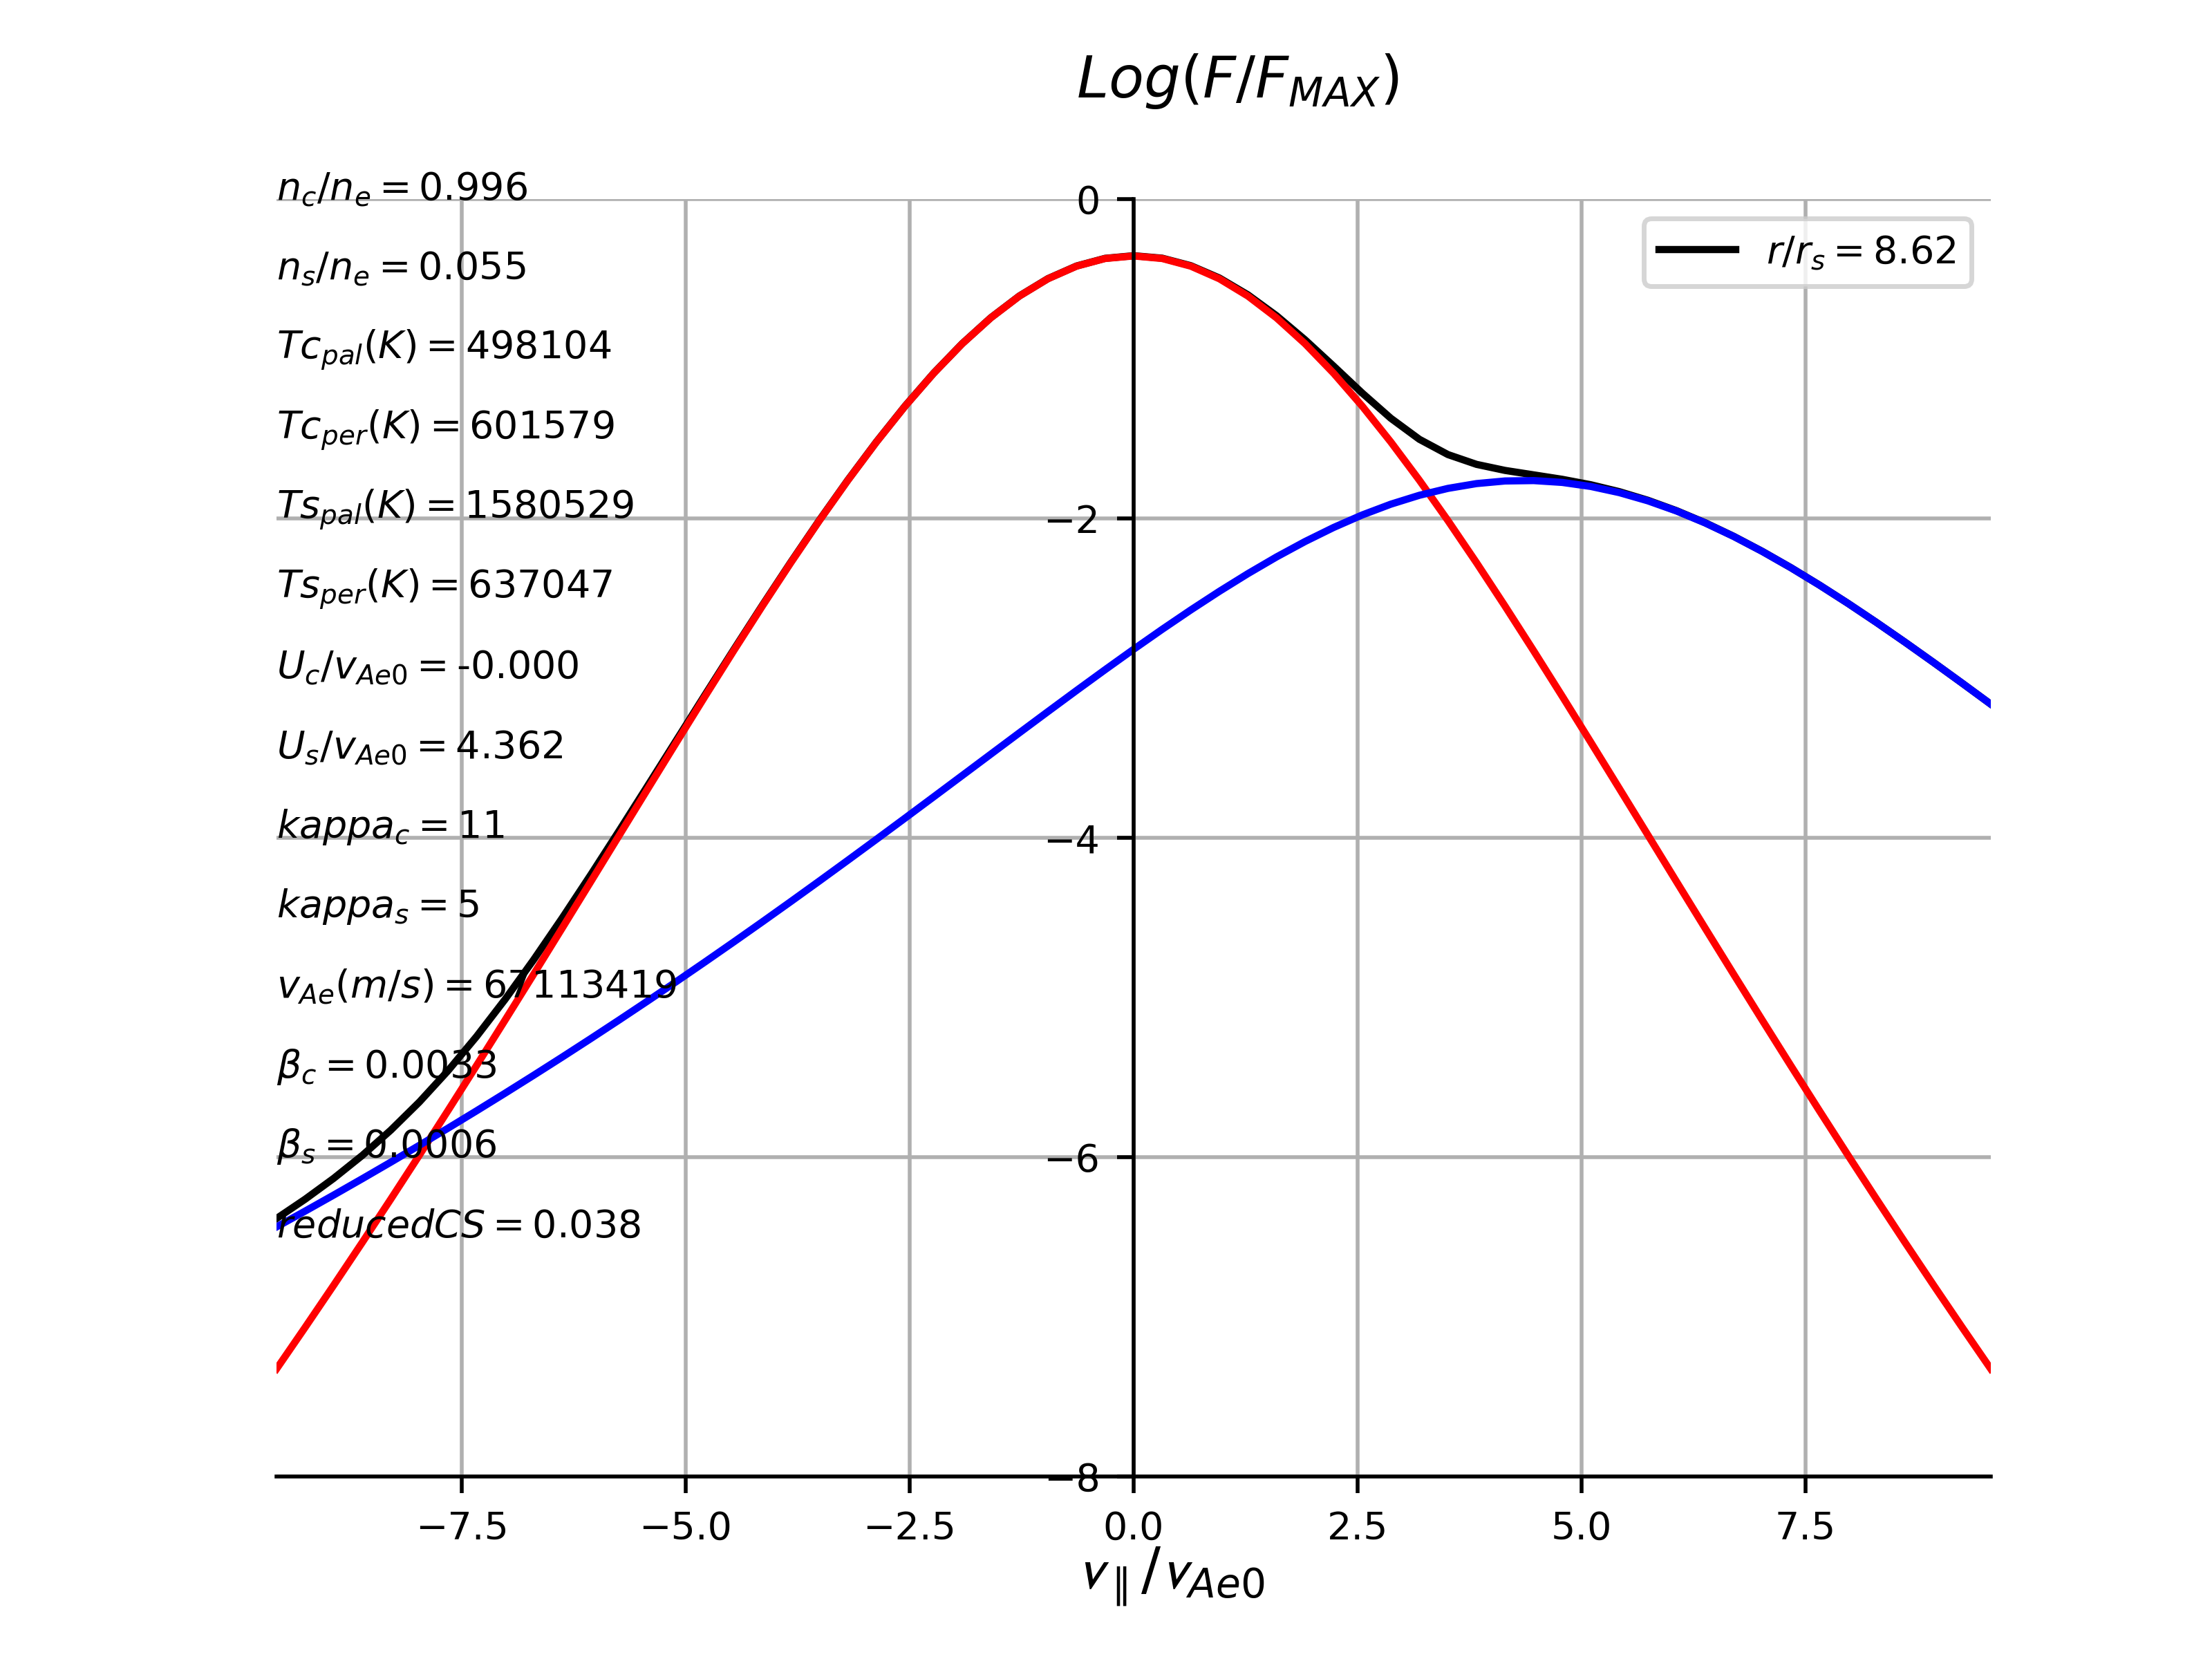 Log(F/F_MAX)
n_c/n_e = 0.996
n_s/n_e = 0.055
Tc_pal(K) = 498104
Tc_per(K) = 601579
Ts_pal(K) = 1580529
Ts_per(K) = 637047
U_c/v_Ae0 = -0.000
U_s/v_Ae0 = 4.362
kappa_c = 11
kappa_s = 5
v_Ae(m/s) = 67113419
β_c = 0.0033
β_s = 0.0006
reducedCS = 0.038
r/r_s = 8.62
0
−2
−4
−6
−8
−7.5 −5.0 −2.5 0.0 2.5 5.0 7.5
v_∥/v_Ae0